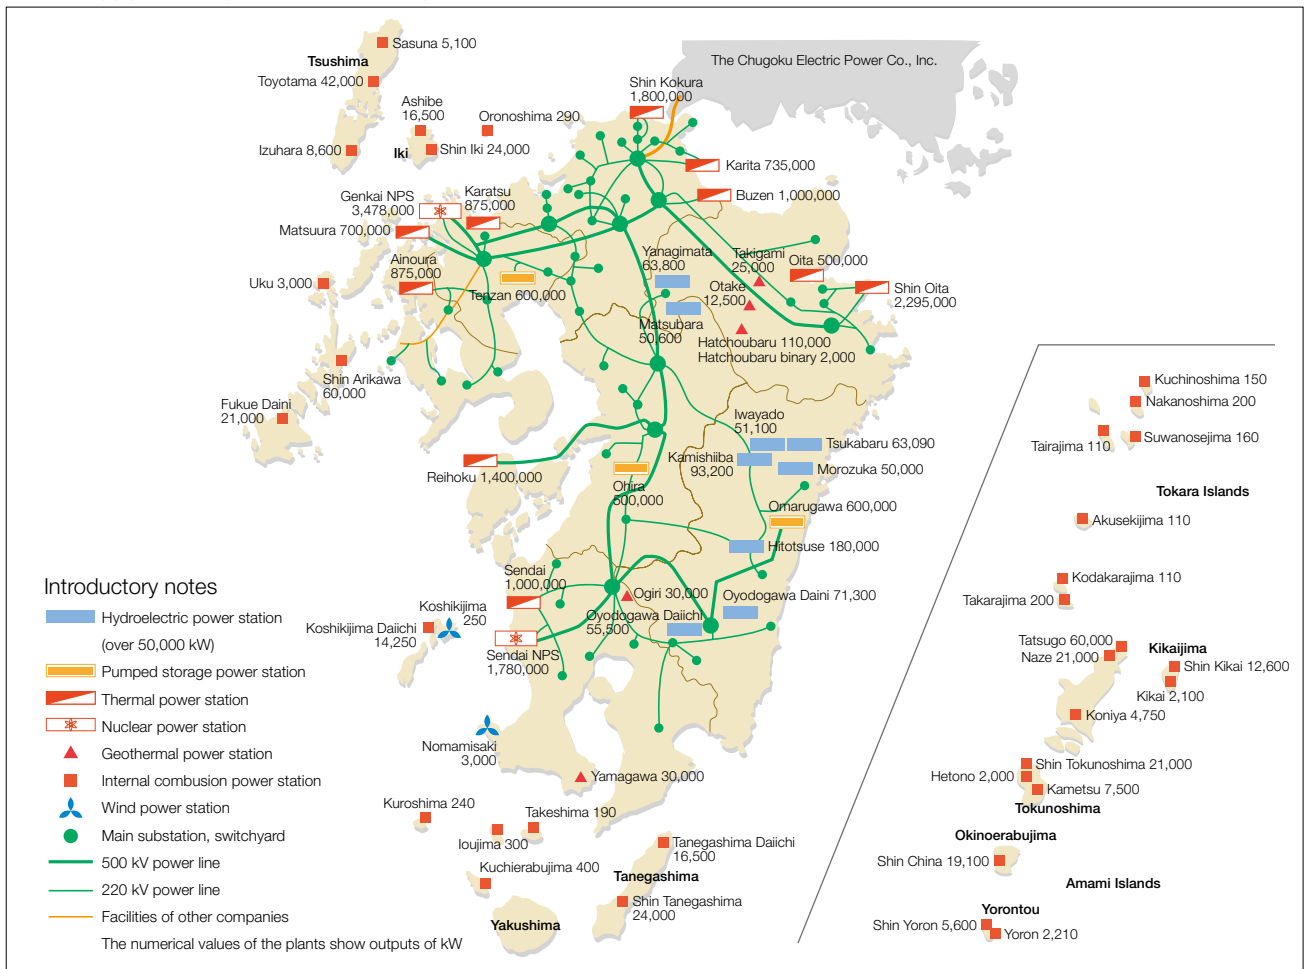 Sasuna 5,100
Tsushima
Toyotama 42,000
Ashibe
16,500
Oronoshima 290
Izuhara 8,600
Iki
Shin Iki 24,000
The Chugoku Electric Power Co., Inc.
Shin Kokura
1,800,000
Karita 735,000
Buzen 1,000,000
Genkai NPS
3,478,000
Karatsu
875,000
Matsuura 700,000
Ainoura
875,000
Tenzan 600,000
Uku 3,000
Yanagimata
63,800
Takigami
25,000
Oita 500,000
Otake
12,500
Shin Oita
2,295,000
Matsubara
50,600
Hatchoubaru 110,000
Hatchoubaru binary 2,000
Shin Arikawa
60,000
Fukue Daini
21,000
Iwayado
51,100
Tsukabaru 63,090
Kamishiiba
93,200
Morozuka 50,000
Reihoku 1,400,000
Ohira
500,000
Omarugawa 600,000
Hitotsuse 180,000
Sendai
1,000,000
Ogiri 30,000
Oyodogawa Daini 71,300
Oyodogawa Daiichi
55,500
Koshikijima
250
Koshikijima Daiichi
14,250
Sendai NPS
1,780,000
Nomamisaki
3,000
Yamagawa 30,000
Kuroshima 240
Takeshima 190
Ioujima 300
Kuchierabujima 400
Tanegashima Daiichi
16,500
Tanegashima
Shin Tanegashima
24,000
Yakushima
Kuchinoshima 150
Nakanoshima 200
Tairajima 110
Suwanosejima 160
Tokara Islands
Akusekijima 110
Kodakarajima 110
Takarajima 200
Tatsugo 60,000
Naze 21,000
Kikaijima
Shin Kikai 12,600
Kikai 2,100
Koniya 4,750
Shin Tokunoshima 21,000
Hetono 2,000
Kametsu 7,500
Tokunoshima
Okinoerabujima
Shin China 19,100
Amami Islands
Yorontou
Shin Yoron 5,600
Yoron 2,210
Introductory notes
Hydroelectric power station
(over 50,000 kW)
Pumped storage power station
Thermal power station
Nuclear power station
Geothermal power station
Internal combusion power station
Wind power station
Main substation, switchyard
500 kV power line
220 kV power line
Facilities of other companies
The numerical values of the plants show outputs of kW